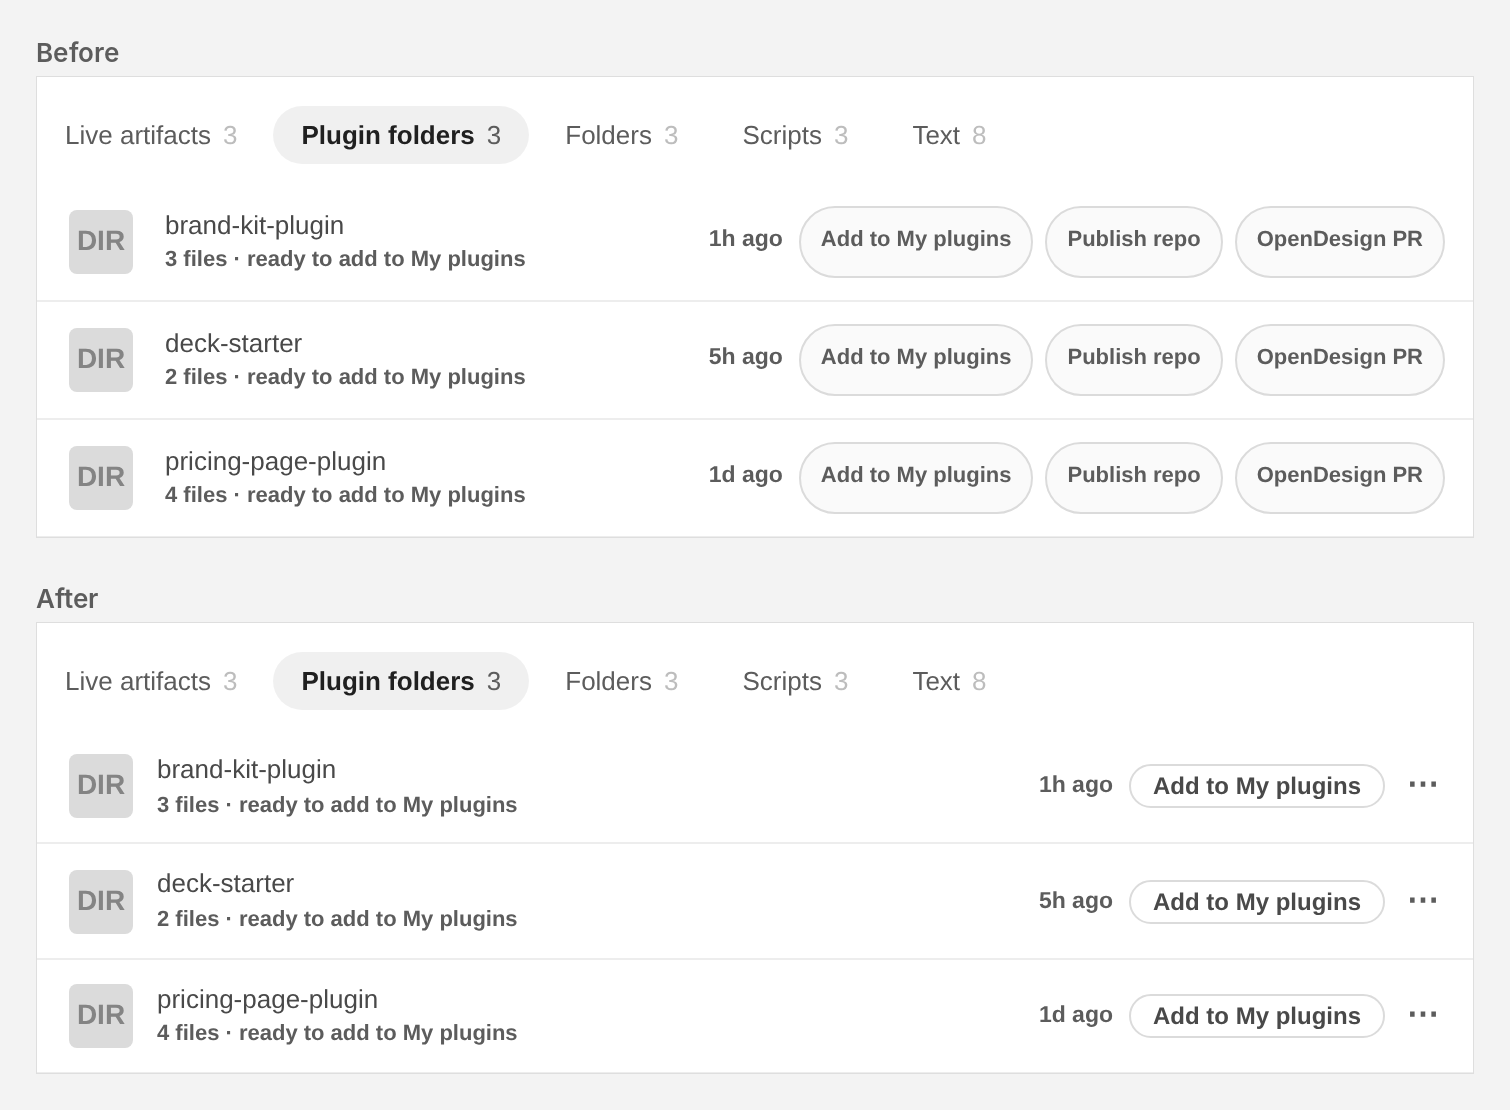 Before
Live artifacts 3 Plugin folders 3 Folders 3 Scripts 3 Text 8
DIR brand-kit-plugin 1h ago Add to My plugins Publish repo OpenDesign PR
3 files · ready to add to My plugins
DIR deck-starter 5h ago Add to My plugins Publish repo OpenDesign PR
2 files · ready to add to My plugins
DIR pricing-page-plugin 1d ago Add to My plugins Publish repo OpenDesign PR
4 files · ready to add to My plugins
After
Live artifacts 3 Plugin folders 3 Folders 3 Scripts 3 Text 8
DIR brand-kit-plugin 1h ago Add to My plugins ···
3 files · ready to add to My plugins
DIR deck-starter 5h ago Add to My plugins ···
2 files · ready to add to My plugins
DIR pricing-page-plugin 1d ago Add to My plugins ···
4 files · ready to add to My plugins